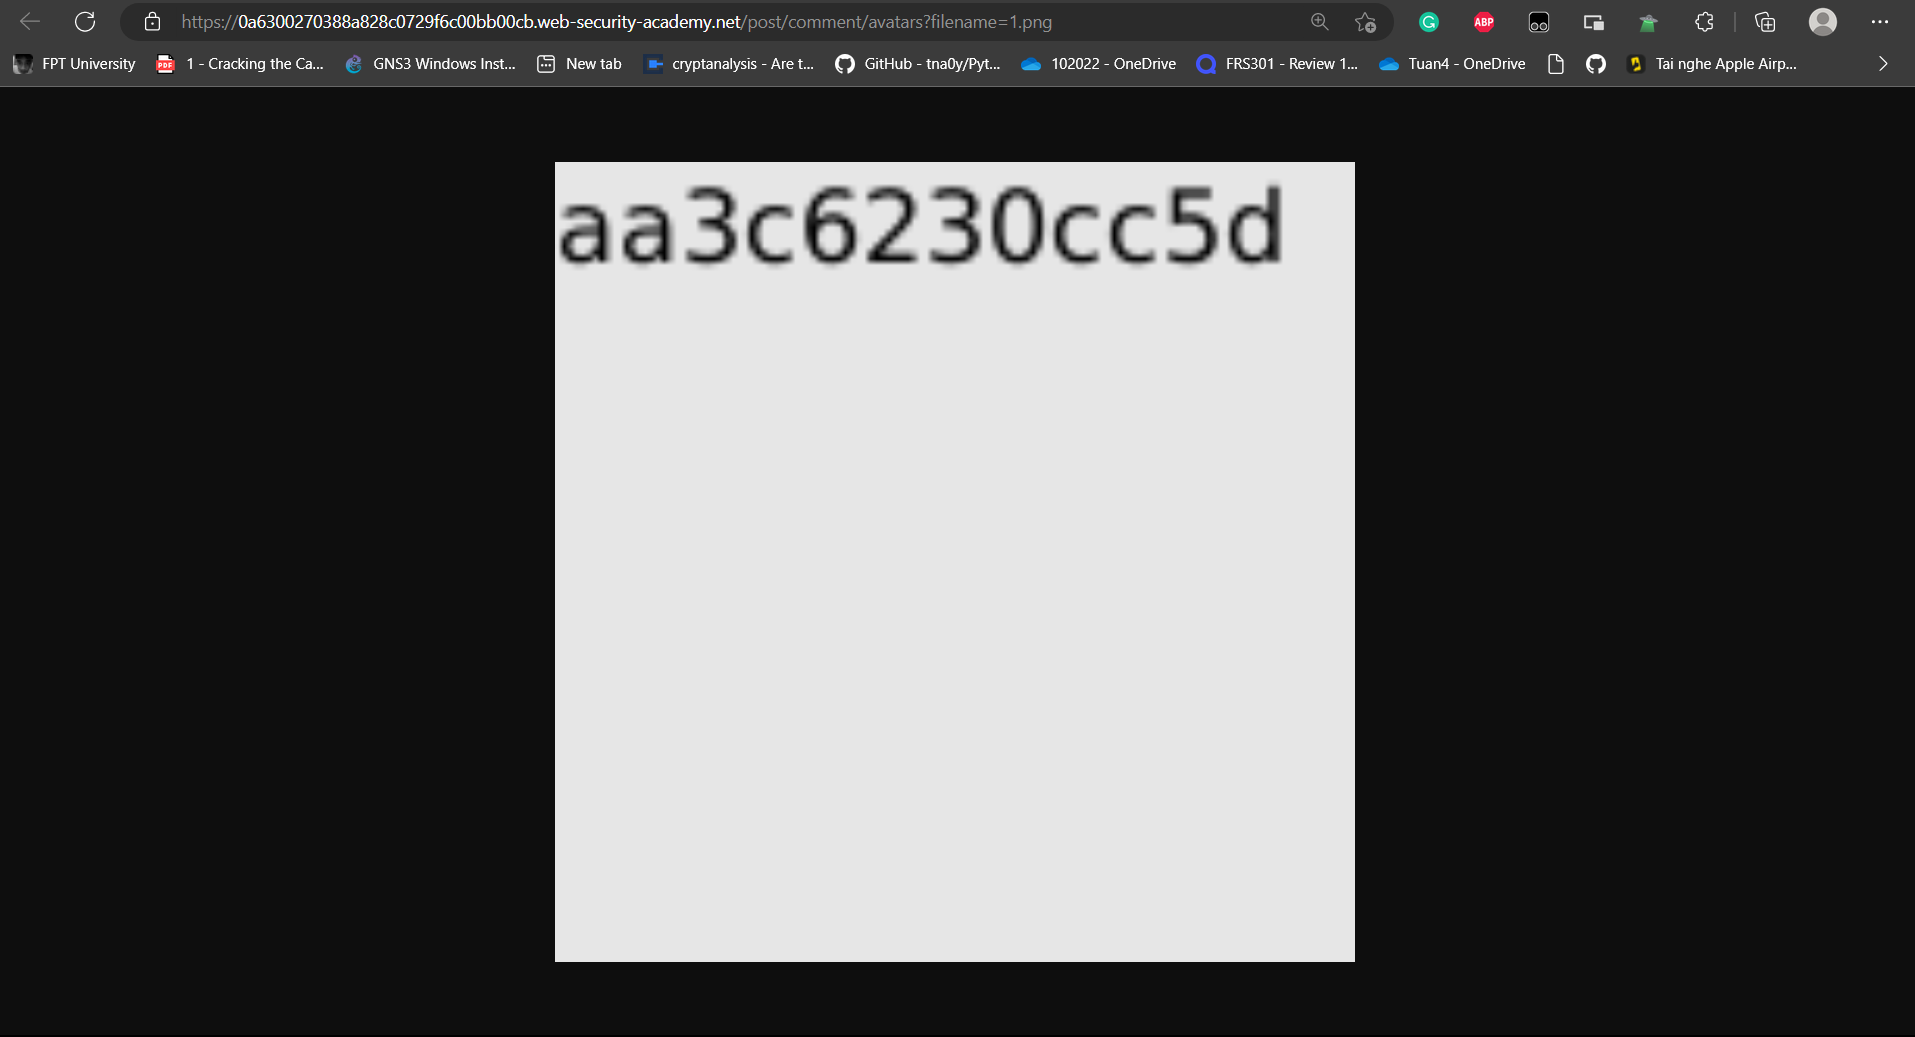 https://0a6300270388a828c0729f6c00bb00cb.web-security-academy.net/post/comment/avatars?filename=1.png
ABP
FPT University
PDF
1 - Cracking the Ca...
GNS3 Windows Inst...
New tab
cryptanalysis - Are t...
GitHub - tna0y/Pyt...
102022 - OneDrive
FRS301 - Review 1...
Tuan4 - OneDrive
Tai nghe Apple Airp...
aa3c6230cc5d